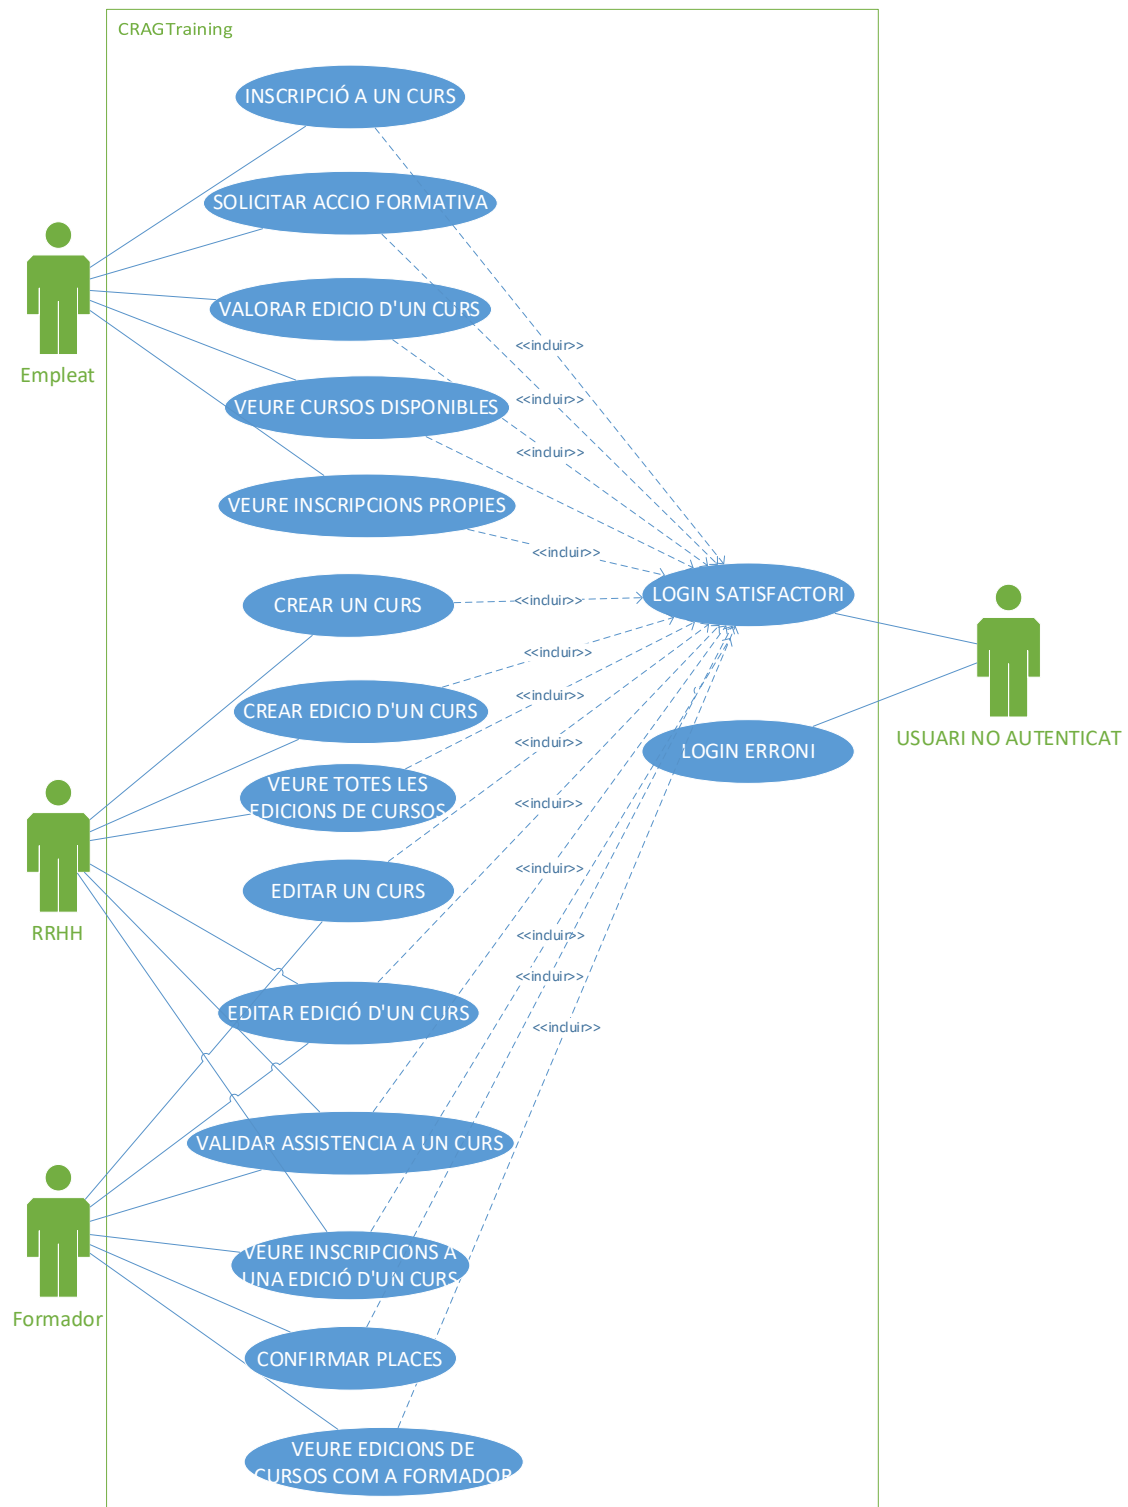 CRAGTraining
INSCRIPCIÓ A UN CURS
SOLICITAR ACCIO FORMATIVA
VALORAR EDICIO D'UN CURS
<<incluir>>
Empleat
<<incluir>>
VEURE CURSOS DISPONIBLES
<<incluir>>
VEURE INSCRIPCIONS PROPIES
<<incluir>>
LOGIN SATISFACTORI
CREAR UN CURS
<<incluir>>
<<incluir>>
<<incluir>>
CREAR EDICIO D'UN CURS
USUARI NO AUTENTICAT
<<incluir>>
LOGIN ERRONI
VEURE TOTES LES
EDICIONS DE CURSOS
<<incluir>>
<<incluir>>
EDITAR UN CURS
RRHH
<<incluir>>
<<incluir>>
EDITAR EDICIÓ D'UN CURS
<<incluir>>
VALIDAR ASSISTENCIA A UN CURS
VEURE INSCRIPCIONS A
UNA EDICIÓ D'UN CURS
Formador
CONFIRMAR PLACES
VEURE EDICIONS DE
CURSOS COM A FORMADOR